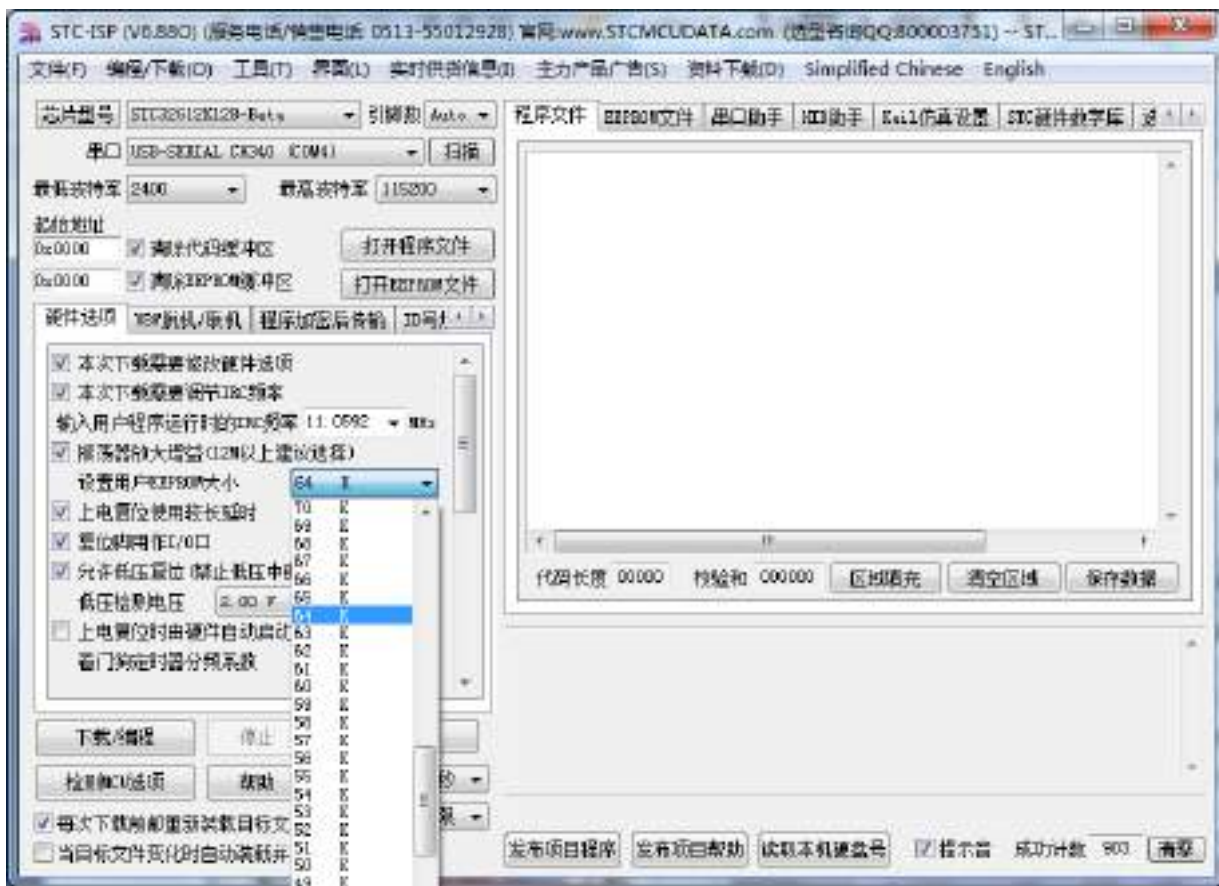 STC-ISP (V6.88O) (服务电话/销售电话: 0513-55012928) 官网:www.STCMCUDATA.com (选型咨询QQ:800003751) -- ST...
文件(F) 编程/下载(O) 工具(T) 界面(L) 实时供货信息(I) 主力产品广告(S) 资料下载(D) Simplified Chinese English
芯片型号 STC32G12K128-Beta 引脚数 Auto
串口 USB-SERIAL CH340 (COM4) 扫描
最低波特率 2400 最高波特率 115200
起始地址
0x0000 清除代码缓冲区 打开程序文件
0x0000 清除EEPROM缓冲区 打开EEPROM文件
硬件选项 USB脱机/联机 程序加密后传输 ID号
本次下载需要修改硬件选项
本次下载需要调节IRC频率
输入用户程序运行时的IRC频率 11.0592 MHz
振荡器放大增益(12M以上建议选择)
设置用户EEPROM大小 64 K
上电复位使用较长延时
复位脚用作I/O口
允许低压复位(禁止低压中
低压检测电压 2.00 V
上电复位时由硬件自动启动
看门狗定时器分频系数
70 K
69 K
68 K
67 K
66 K
65 K
64 K
63 K
62 K
61 K
60 K
59 K
58 K
57 K
56 K
55 K
54 K
53 K
52 K
51 K
50 K
49 K
下载/编程 停止
检测MCU选项 帮助 秒
每次下载前都重新装载目标文
当目标文件变化时自动装载并
程序文件 EEPROM文件 串口助手 HID助手 Keil仿真设置 STC硬件数学库 选
代码长度 00000 校验和 000000 区域填充 清空区域 保存数据
发布项目程序 发布项目帮助 读取本机硬盘号 提示音 成功计数 903 清零